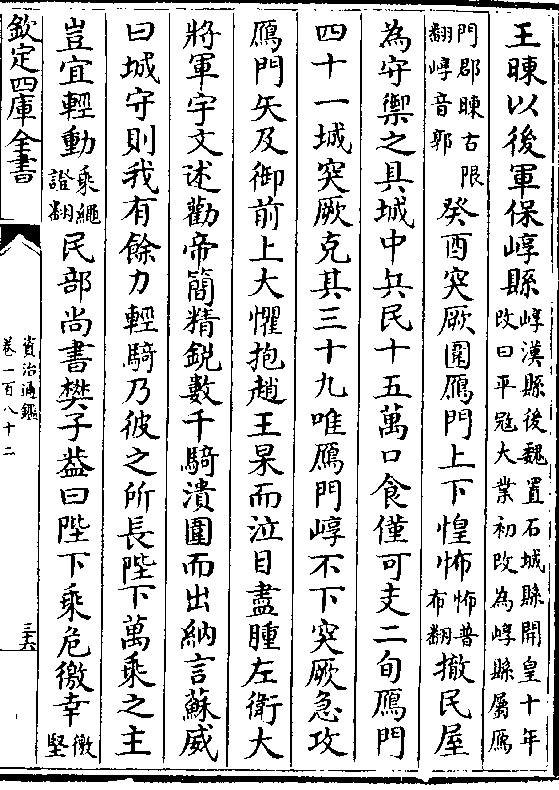 王暕以後軍保崞縣崞漢縣後魏置石城縣開皇十年改曰平冦大業初改為崞縣屬鴈
門郡暕古限翻崞音郭癸酉突厥圍鴈門上下惶怖怖普布翻撤民屋
為守禦之具城中兵民十五萬口食僅可支二旬鴈門
四十一城突厥克其三十九唯鴈門崞不下突厥急攻
鴈門矢及御前上大懼抱趙王杲而泣目盡腫左衛大
將軍宇文述勸帝簡精鋭數千騎潰圍而出納言蘇威
曰城守則我有餘力輕騎乃彼之所長陛下萬乘之主
豈宜輕動乘繩證翻民部尚書樊子葢曰陛下乘危徼幸徼堅
欽定四庫全書
資治通鑑
卷一百八十二
三六